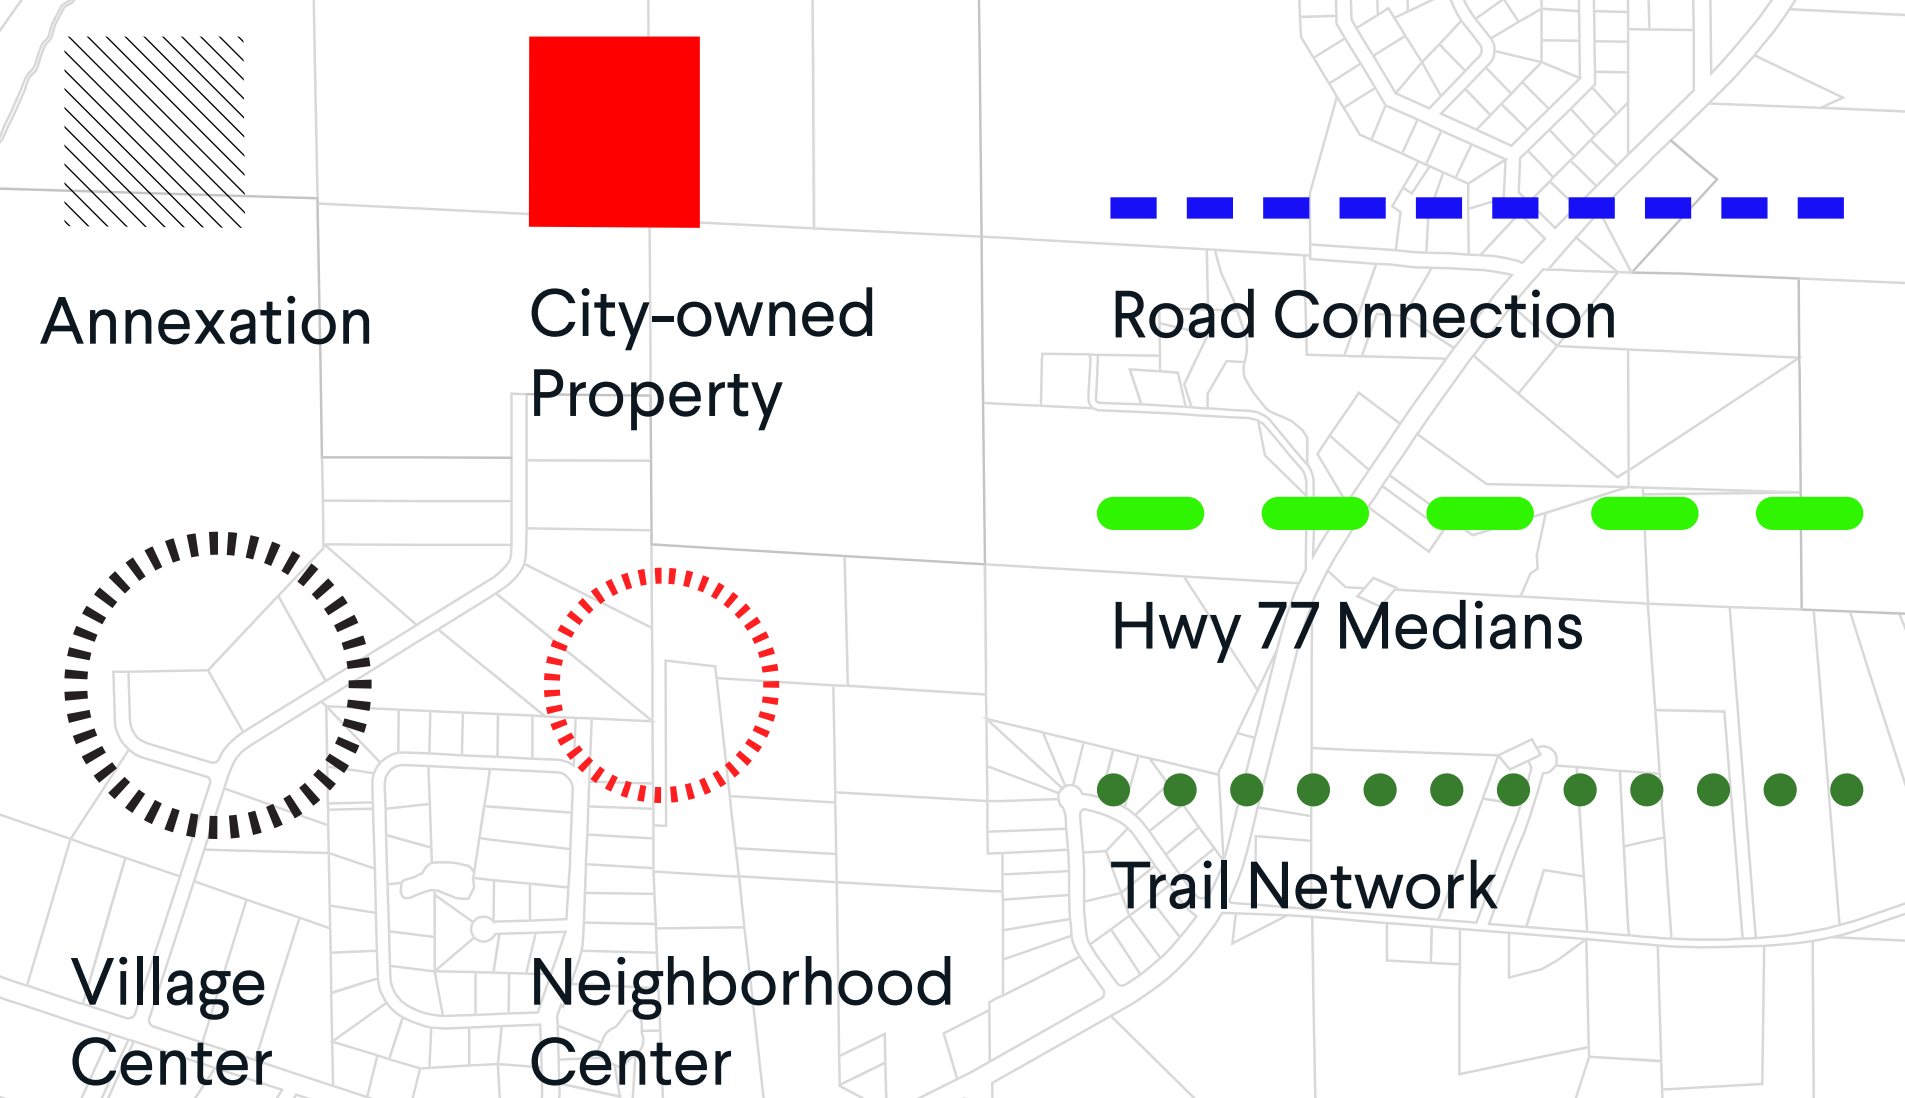 Annexation
City-owned
Property
Road Connection
Hwy 77 Medians
Trail Network
Village
Center
Neighborhood
Center